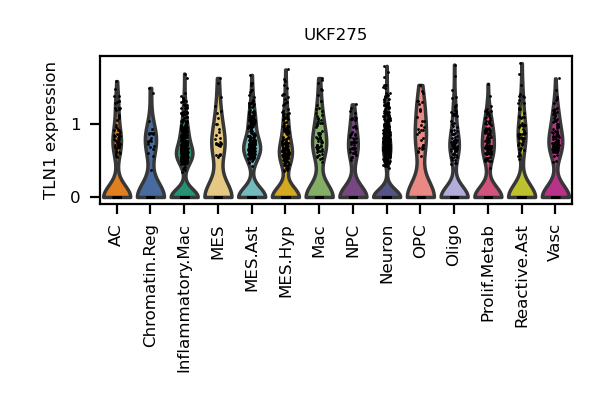 UKF275
TLN1 expression
1
0
AC
Chromatin.Reg
Inflammatory.Mac
MES
MES.Ast
MES.Hyp
Mac
NPC
Neuron
OPC
Oligo
Prolif.Metab
Reactive.Ast
Vasc